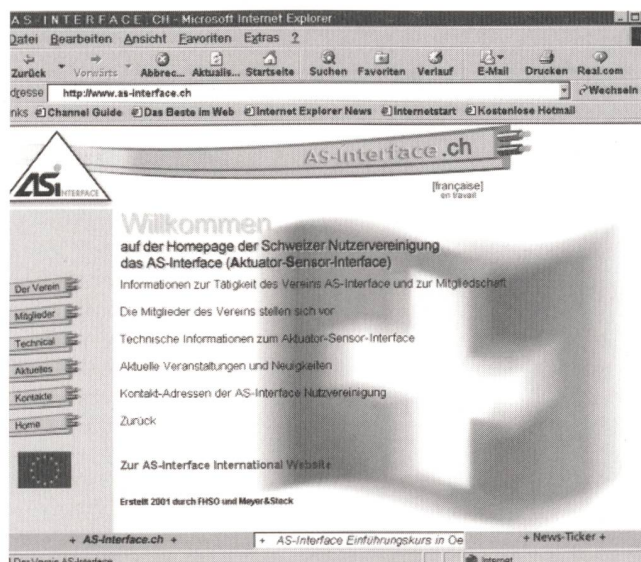 AS-INTERFACE CH - Microsoft Internet Explorer
Datei Bearbeiten Ansicht Favoriten Extras ?
Zurück Vorwärts Abbrec... Aktualis... Startseite Suchen Favoriten Verlauf E-Mail Drucken Real.com
dresse http://www.as-interface.ch Wechseln
nks Channel Guide Das Beste im Web Internet Explorer News Internetstart Kostenlose Hotmail
AS-Interface.ch
ASi INTERFACE
[française]
en travail
Willkommen
auf der Homepage der Schweizer Nutzervereinigung
das AS-Interface (Aktuator-Sensor-Interface)
Der Verein
Informationen zur Tätigkeit des Vereins AS-Interface und zur Mitgliedschaft
Mitglieder
Die Mitglieder des Vereins stellen sich vor
Technical
Technische Informationen zum Aktuator-Sensor-Interface
Aktuelles
Aktuelle Veranstaltungen und Neuigkeiten
Kontakte
Kontakt-Adressen der AS-Interface Nutzervereinigung
Home
Zurück
Zur AS-Interface International Website
Erstellt 2001 durch FHSO und Meyer&Steck
+ AS-Interface.ch + + AS-Interface Einführungskurs in Oe + News-Ticker +
Der Verein AS-Interface Internet